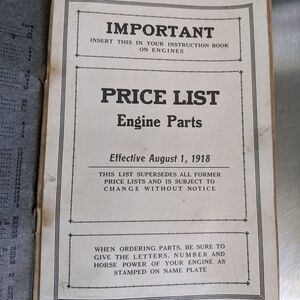 IMPORTANT
INSERT THIS IN YOUR INSTRUCTION BOOK
ON ENGINES
PRICE LIST
Engine Parts
Effective August 1, 1918
THIS LIST SUPERSEDES ALL FORMER
PRICE LISTS AND IS SUBJECT TO
CHANGE WITHOUT NOTICE
WHEN ORDERING PARTS, BE SURE TO
GIVE THE LETTERS, NUMBER AND
HORSE POWER OF YOUR ENGINE AS
STAMPED ON NAME PLATE